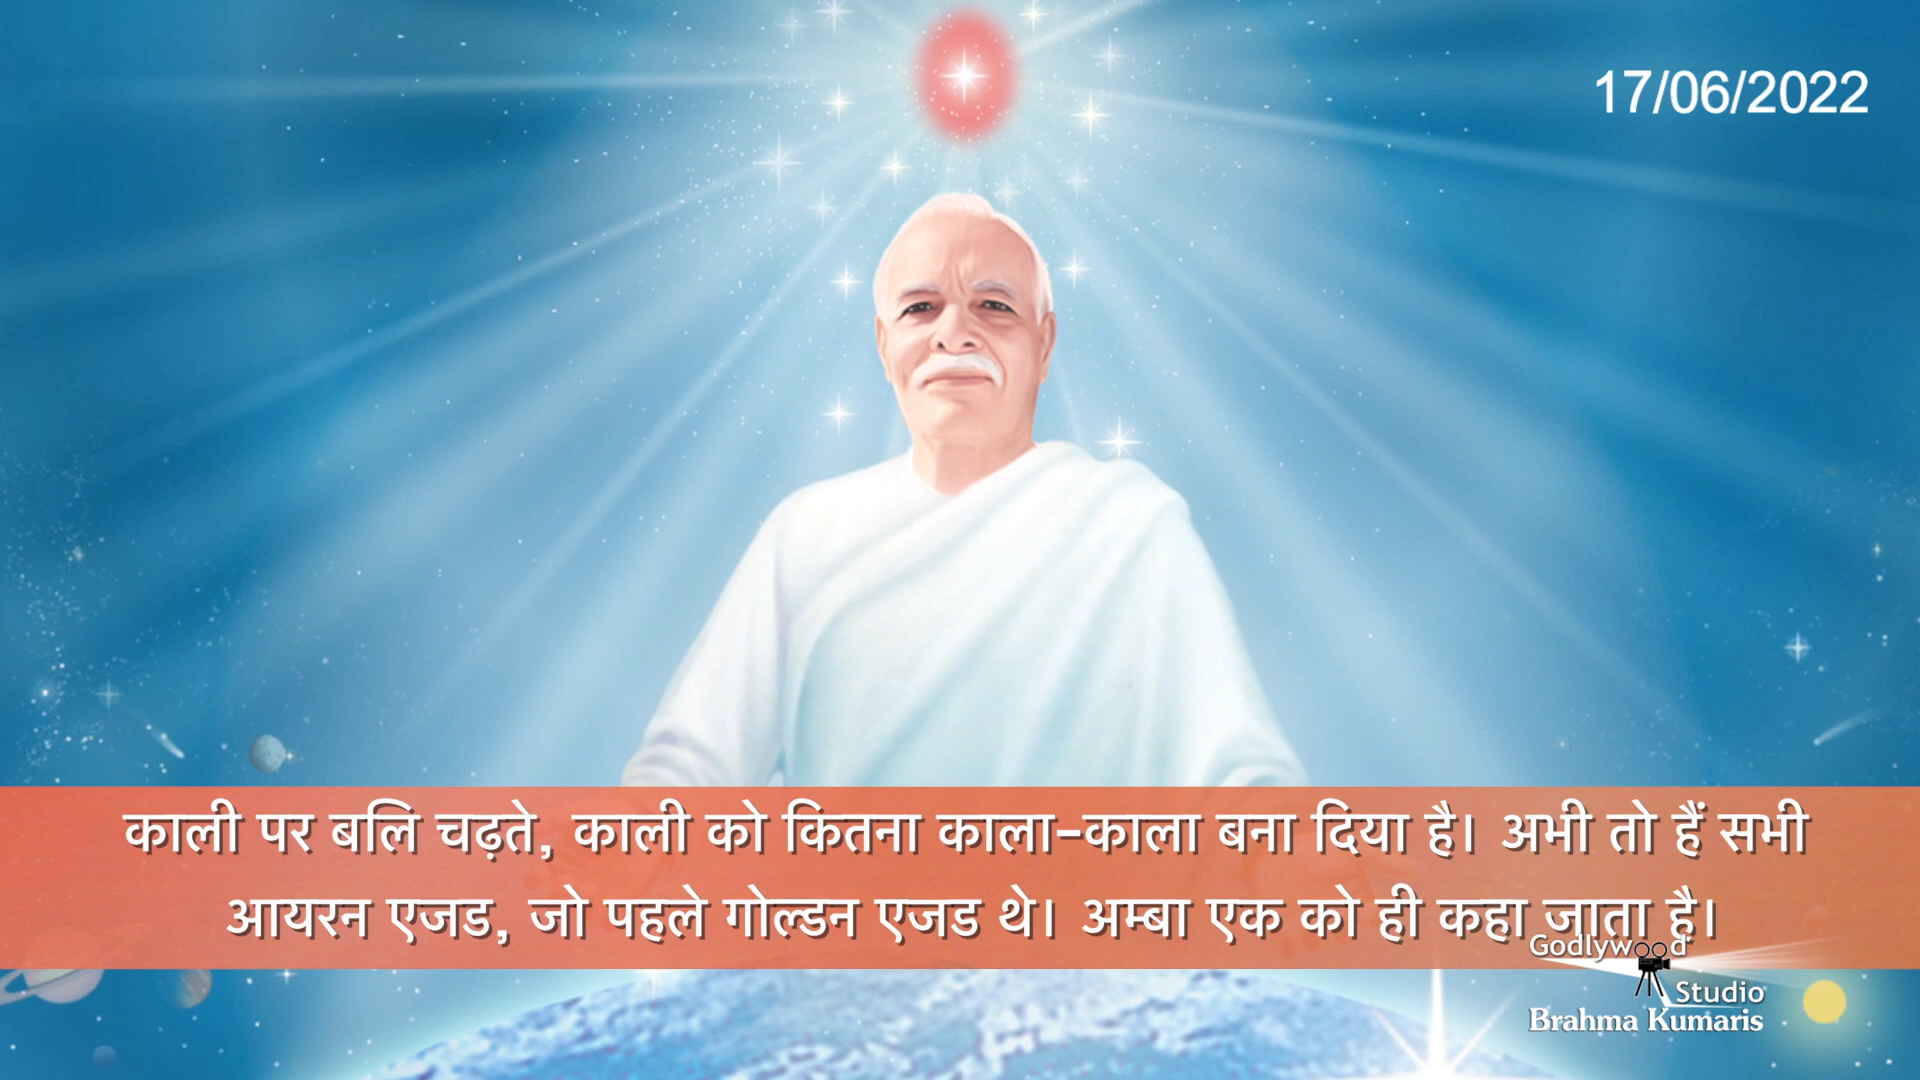 17/06/2022
काली पर बलि चढ़ते, काली को कितना काला-काला बना दिया है। अभी तो हैं सभी
आयरन एजड, जो पहले गोल्डन एजड थे। अम्बा एक को ही कहा जाता है।
Godlywood
Studio
Brahma Kumaris